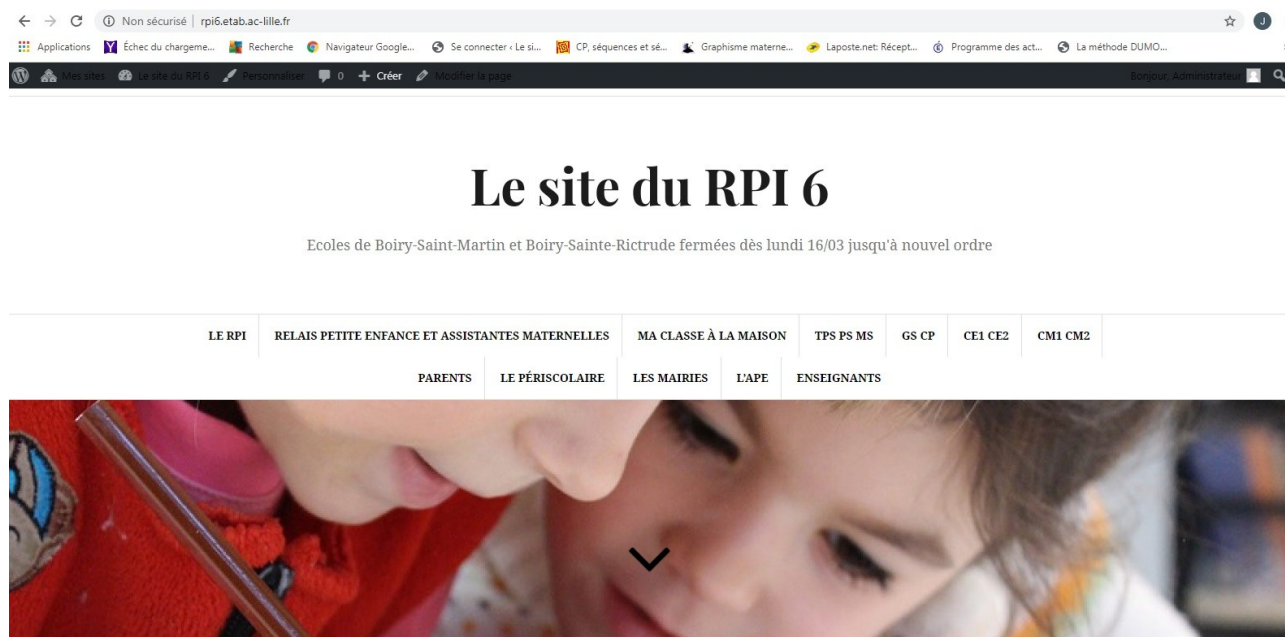 Non sécurisé | rpi6.etab.ac-lille.fr
J
Applications Échec du chargeme... Recherche Navigateur Google... Se connecter ‹ Le si... CP, séquences et sé... Graphisme materne... Laposte.net: Récept... Programme des act... La méthode DUMO...
Mes sites Le site du RPI 6 Personnaliser 0 Créer Modifier la page Bonjour, Administrateur
Le site du RPI 6
Ecoles de Boiry-Saint-Martin et Boiry-Sainte-Rictrude fermées dès lundi 16/03 jusqu'à nouvel ordre
LE RPI RELAIS PETITE ENFANCE ET ASSISTANTES MATERNELLES MA CLASSE À LA MAISON TPS PS MS GS CP CE1 CE2 CM1 CM2
PARENTS LE PÉRISCOLAIRE LES MAIRIES L'APE ENSEIGNANTS